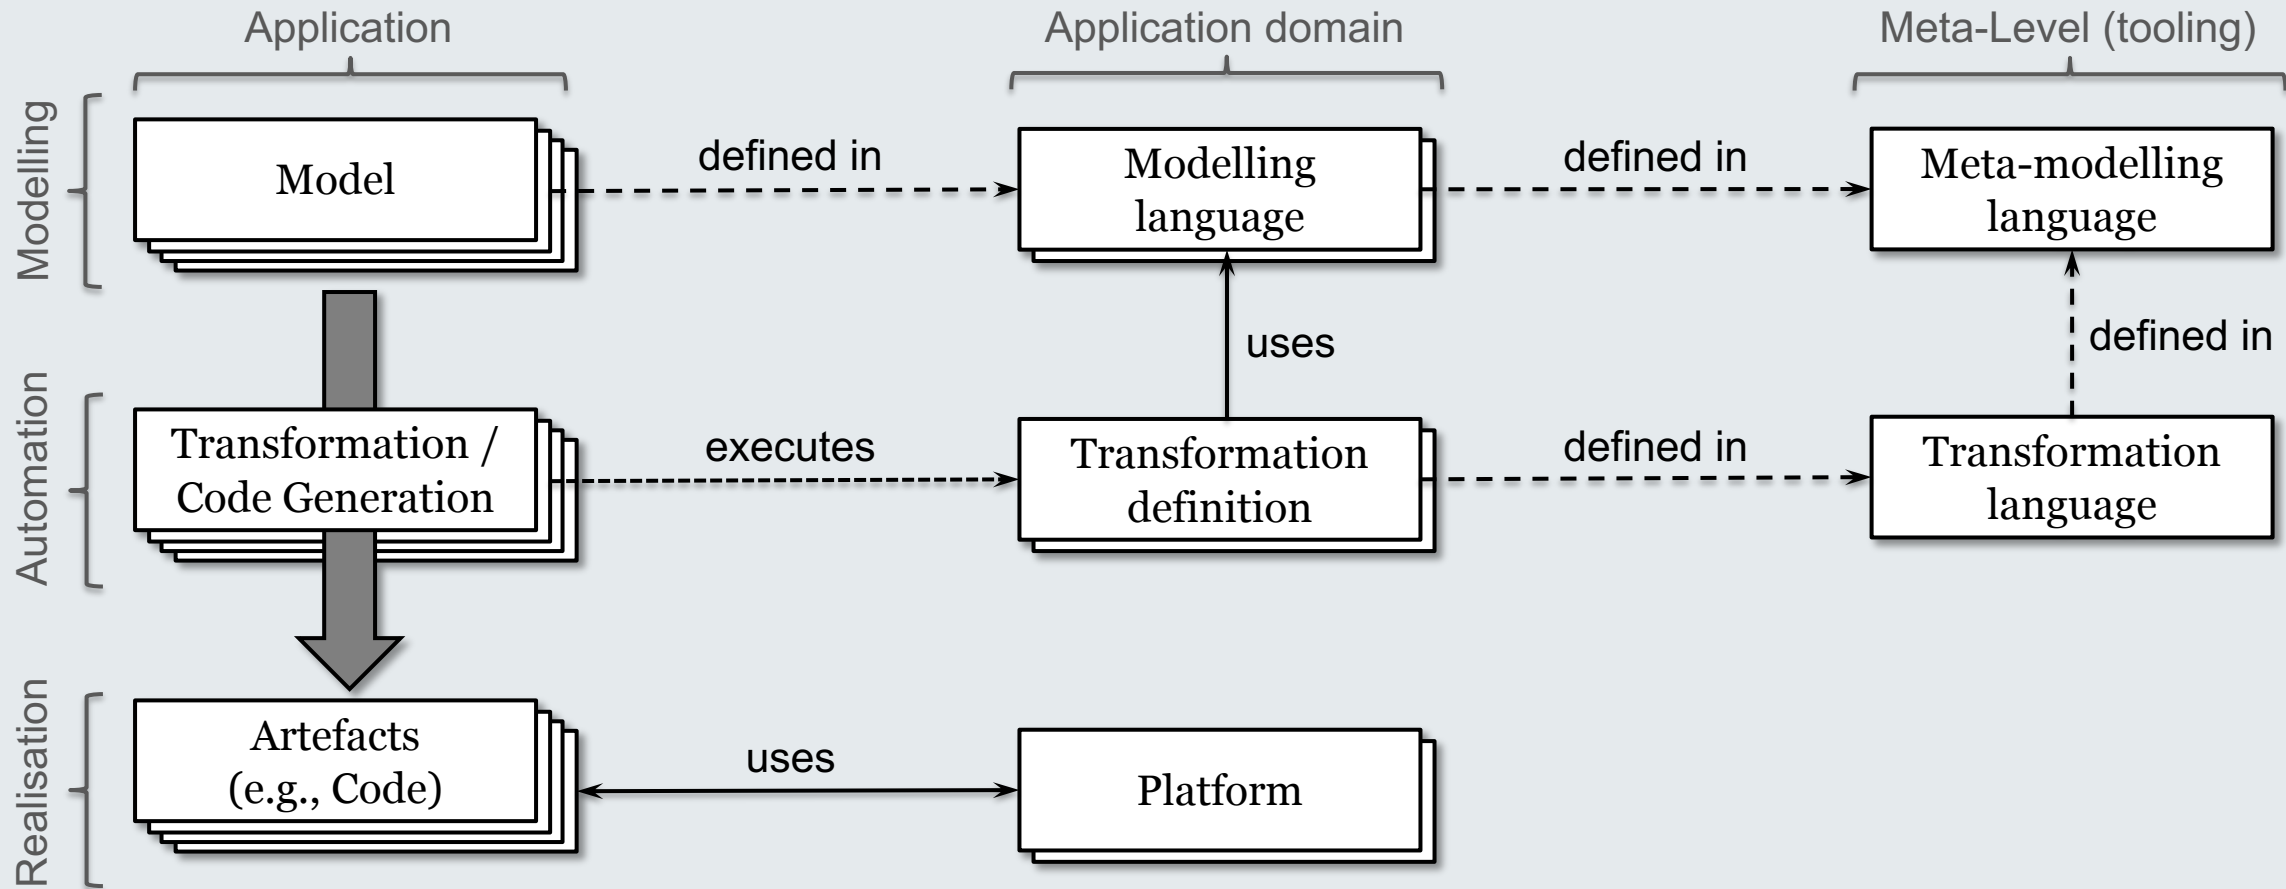 Application
Application domain
Meta-Level (tooling)
Modelling
Model
defined in
Modelling
language
defined in
Meta-modelling
language
uses
defined in
Automation
Transformation /
Code Generation
executes
Transformation
definition
defined in
Transformation
language
Realisation
Artefacts
(e.g., Code)
uses
Platform